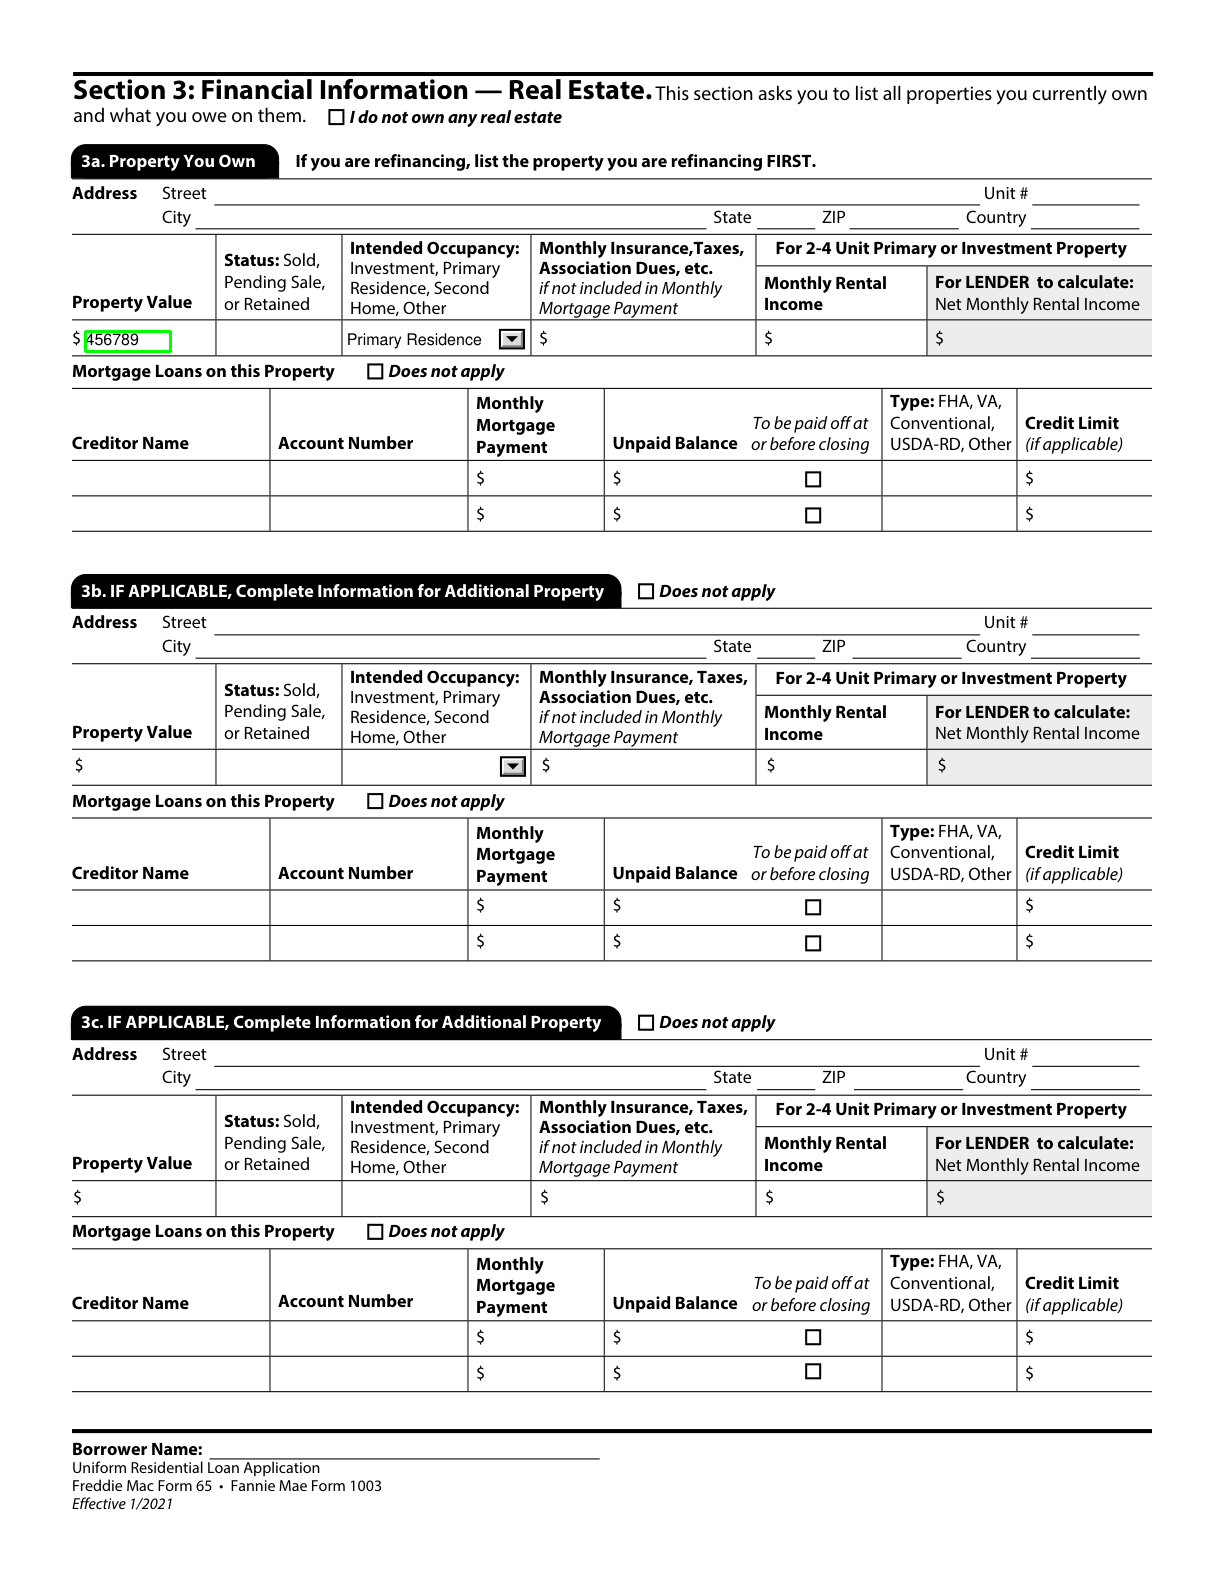 Section 3: Financial Information — Real Estate. This section asks you to list all properties you currently own
and what you owe on them. I do not own any real estate
3a. Property You Own If you are refinancing, list the property you are refinancing FIRST.
Address Street Unit #
City State ZIP Country
Property Value
Status: Sold,
Pending Sale,
or Retained
Intended Occupancy:
Investment, Primary
Residence, Second
Home, Other
Monthly Insurance,Taxes,
Association Dues, etc.
if not included in Monthly
Mortgage Payment
For 2-4 Unit Primary or Investment Property
Monthly Rental
Income
For LENDER to calculate:
Net Monthly Rental Income
$ 456789 Primary Residence $ $ $
Mortgage Loans on this Property Does not apply
Creditor Name
Account Number
Monthly
Mortgage
Payment
Unpaid Balance
To be paid off at
or before closing
Type: FHA, VA,
Conventional,
USDA-RD, Other
Credit Limit
(if applicable)
$ $ $
$ $ $
3b. IF APPLICABLE, Complete Information for Additional Property Does not apply
Address Street Unit #
City State ZIP Country
Property Value
Status: Sold,
Pending Sale,
or Retained
Intended Occupancy:
Investment, Primary
Residence, Second
Home, Other
Monthly Insurance, Taxes,
Association Dues, etc.
if not included in Monthly
Mortgage Payment
For 2-4 Unit Primary or Investment Property
Monthly Rental
Income
For LENDER to calculate:
Net Monthly Rental Income
$ $ $ $
Mortgage Loans on this Property Does not apply
Creditor Name
Account Number
Monthly
Mortgage
Payment
Unpaid Balance
To be paid off at
or before closing
Type: FHA, VA,
Conventional,
USDA-RD, Other
Credit Limit
(if applicable)
$ $ $
$ $ $
3c. IF APPLICABLE, Complete Information for Additional Property Does not apply
Address Street Unit #
City State ZIP Country
Property Value
Status: Sold,
Pending Sale,
or Retained
Intended Occupancy:
Investment, Primary
Residence, Second
Home, Other
Monthly Insurance, Taxes,
Association Dues, etc.
if not included in Monthly
Mortgage Payment
For 2-4 Unit Primary or Investment Property
Monthly Rental
Income
For LENDER to calculate:
Net Monthly Rental Income
$ $ $ $
Mortgage Loans on this Property Does not apply
Creditor Name
Account Number
Monthly
Mortgage
Payment
Unpaid Balance
To be paid off at
or before closing
Type: FHA, VA,
Conventional,
USDA-RD, Other
Credit Limit
(if applicable)
$ $ $
$ $ $
Borrower Name:
Uniform Residential Loan Application
Freddie Mac Form 65 • Fannie Mae Form 1003
Effective 1/2021